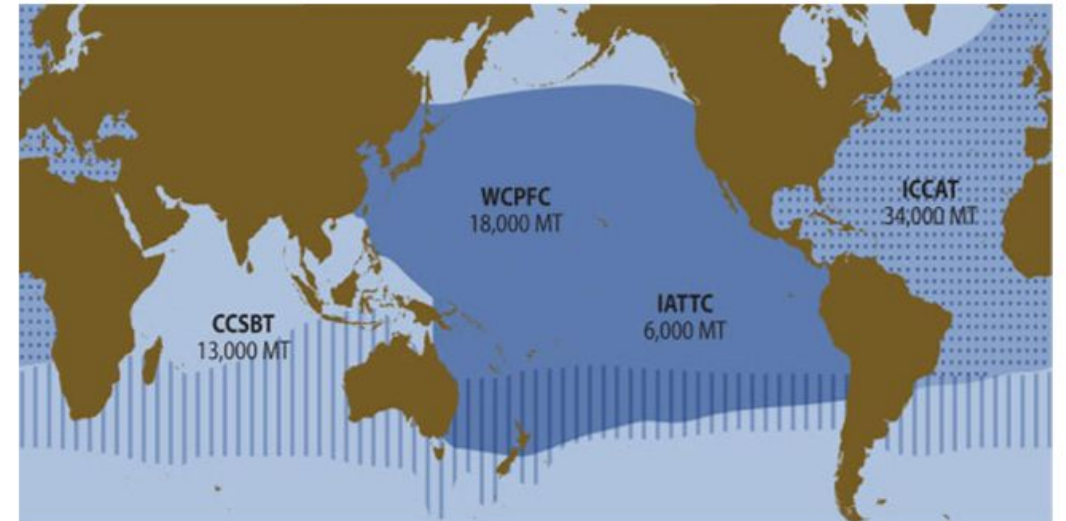 WCPFC
18,000 MT
ICCAT
34,000 MT
IATTC
6,000 MT
CCSBT
13,000 MT